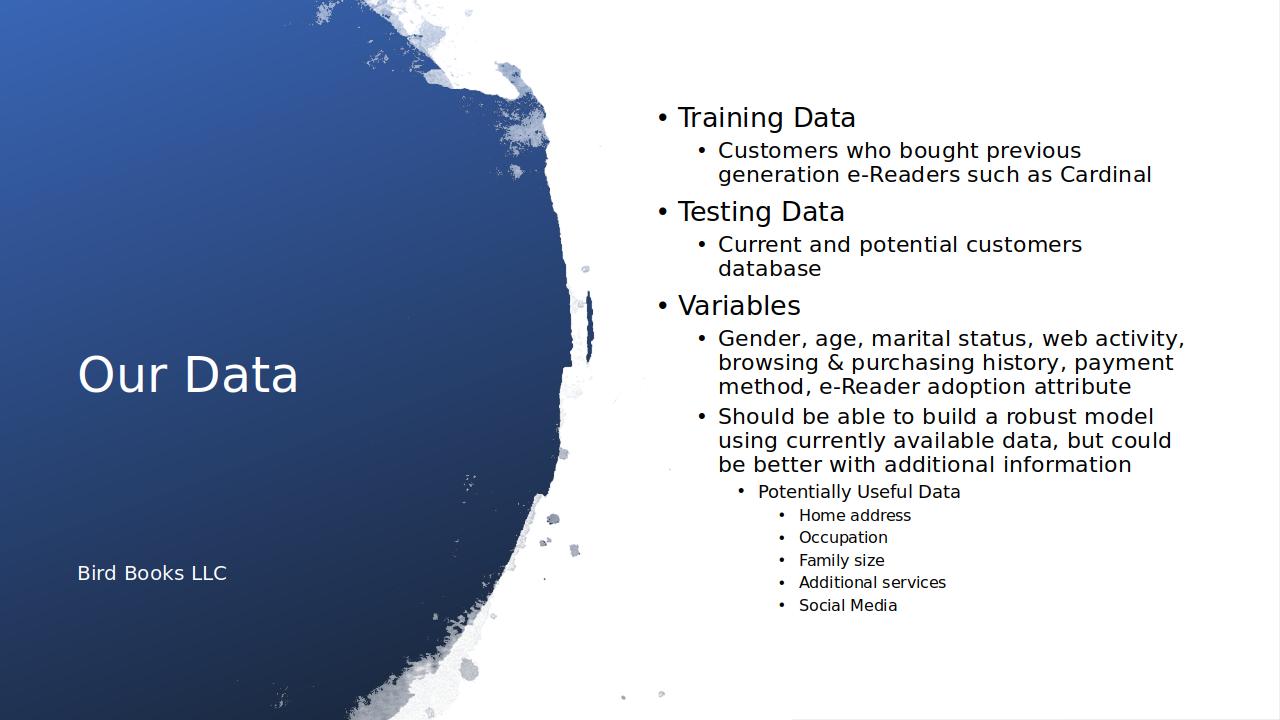 Our Data
Bird Books LLC
• Training Data
• Customers who bought previous
generation e-Readers such as Cardinal
• Testing Data
• Current and potential customers
database
• Variables
• Gender, age, marital status, web activity,
browsing & purchasing history, payment
method, e-Reader adoption attribute
• Should be able to build a robust model
using currently available data, but could
be better with additional information
• Potentially Useful Data
• Home address
• Occupation
• Family size
• Additional services
• Social Media